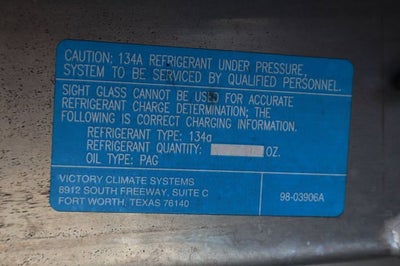 CAUTION: 134A REFRIGERANT UNDER PRESSURE,
SYSTEM TO BE SERVICED BY QUALIFIED PERSONNEL.
SIGHT GLASS CANNOT BE USED FOR ACCURATE
REFRIGERANT CHARGE DETERMINATION; THE
FOLLOWING IS CORRECT CHARGING INFORMATION.
REFRIGERANT TYPE: 134a
REFRIGERANT QUANTITY: OZ.
OIL TYPE: PAG
VICTORY CLIMATE SYSTEMS
8912 SOUTH FREEWAY, SUITE C
FORT WORTH, TEXAS 76140
98-03906A